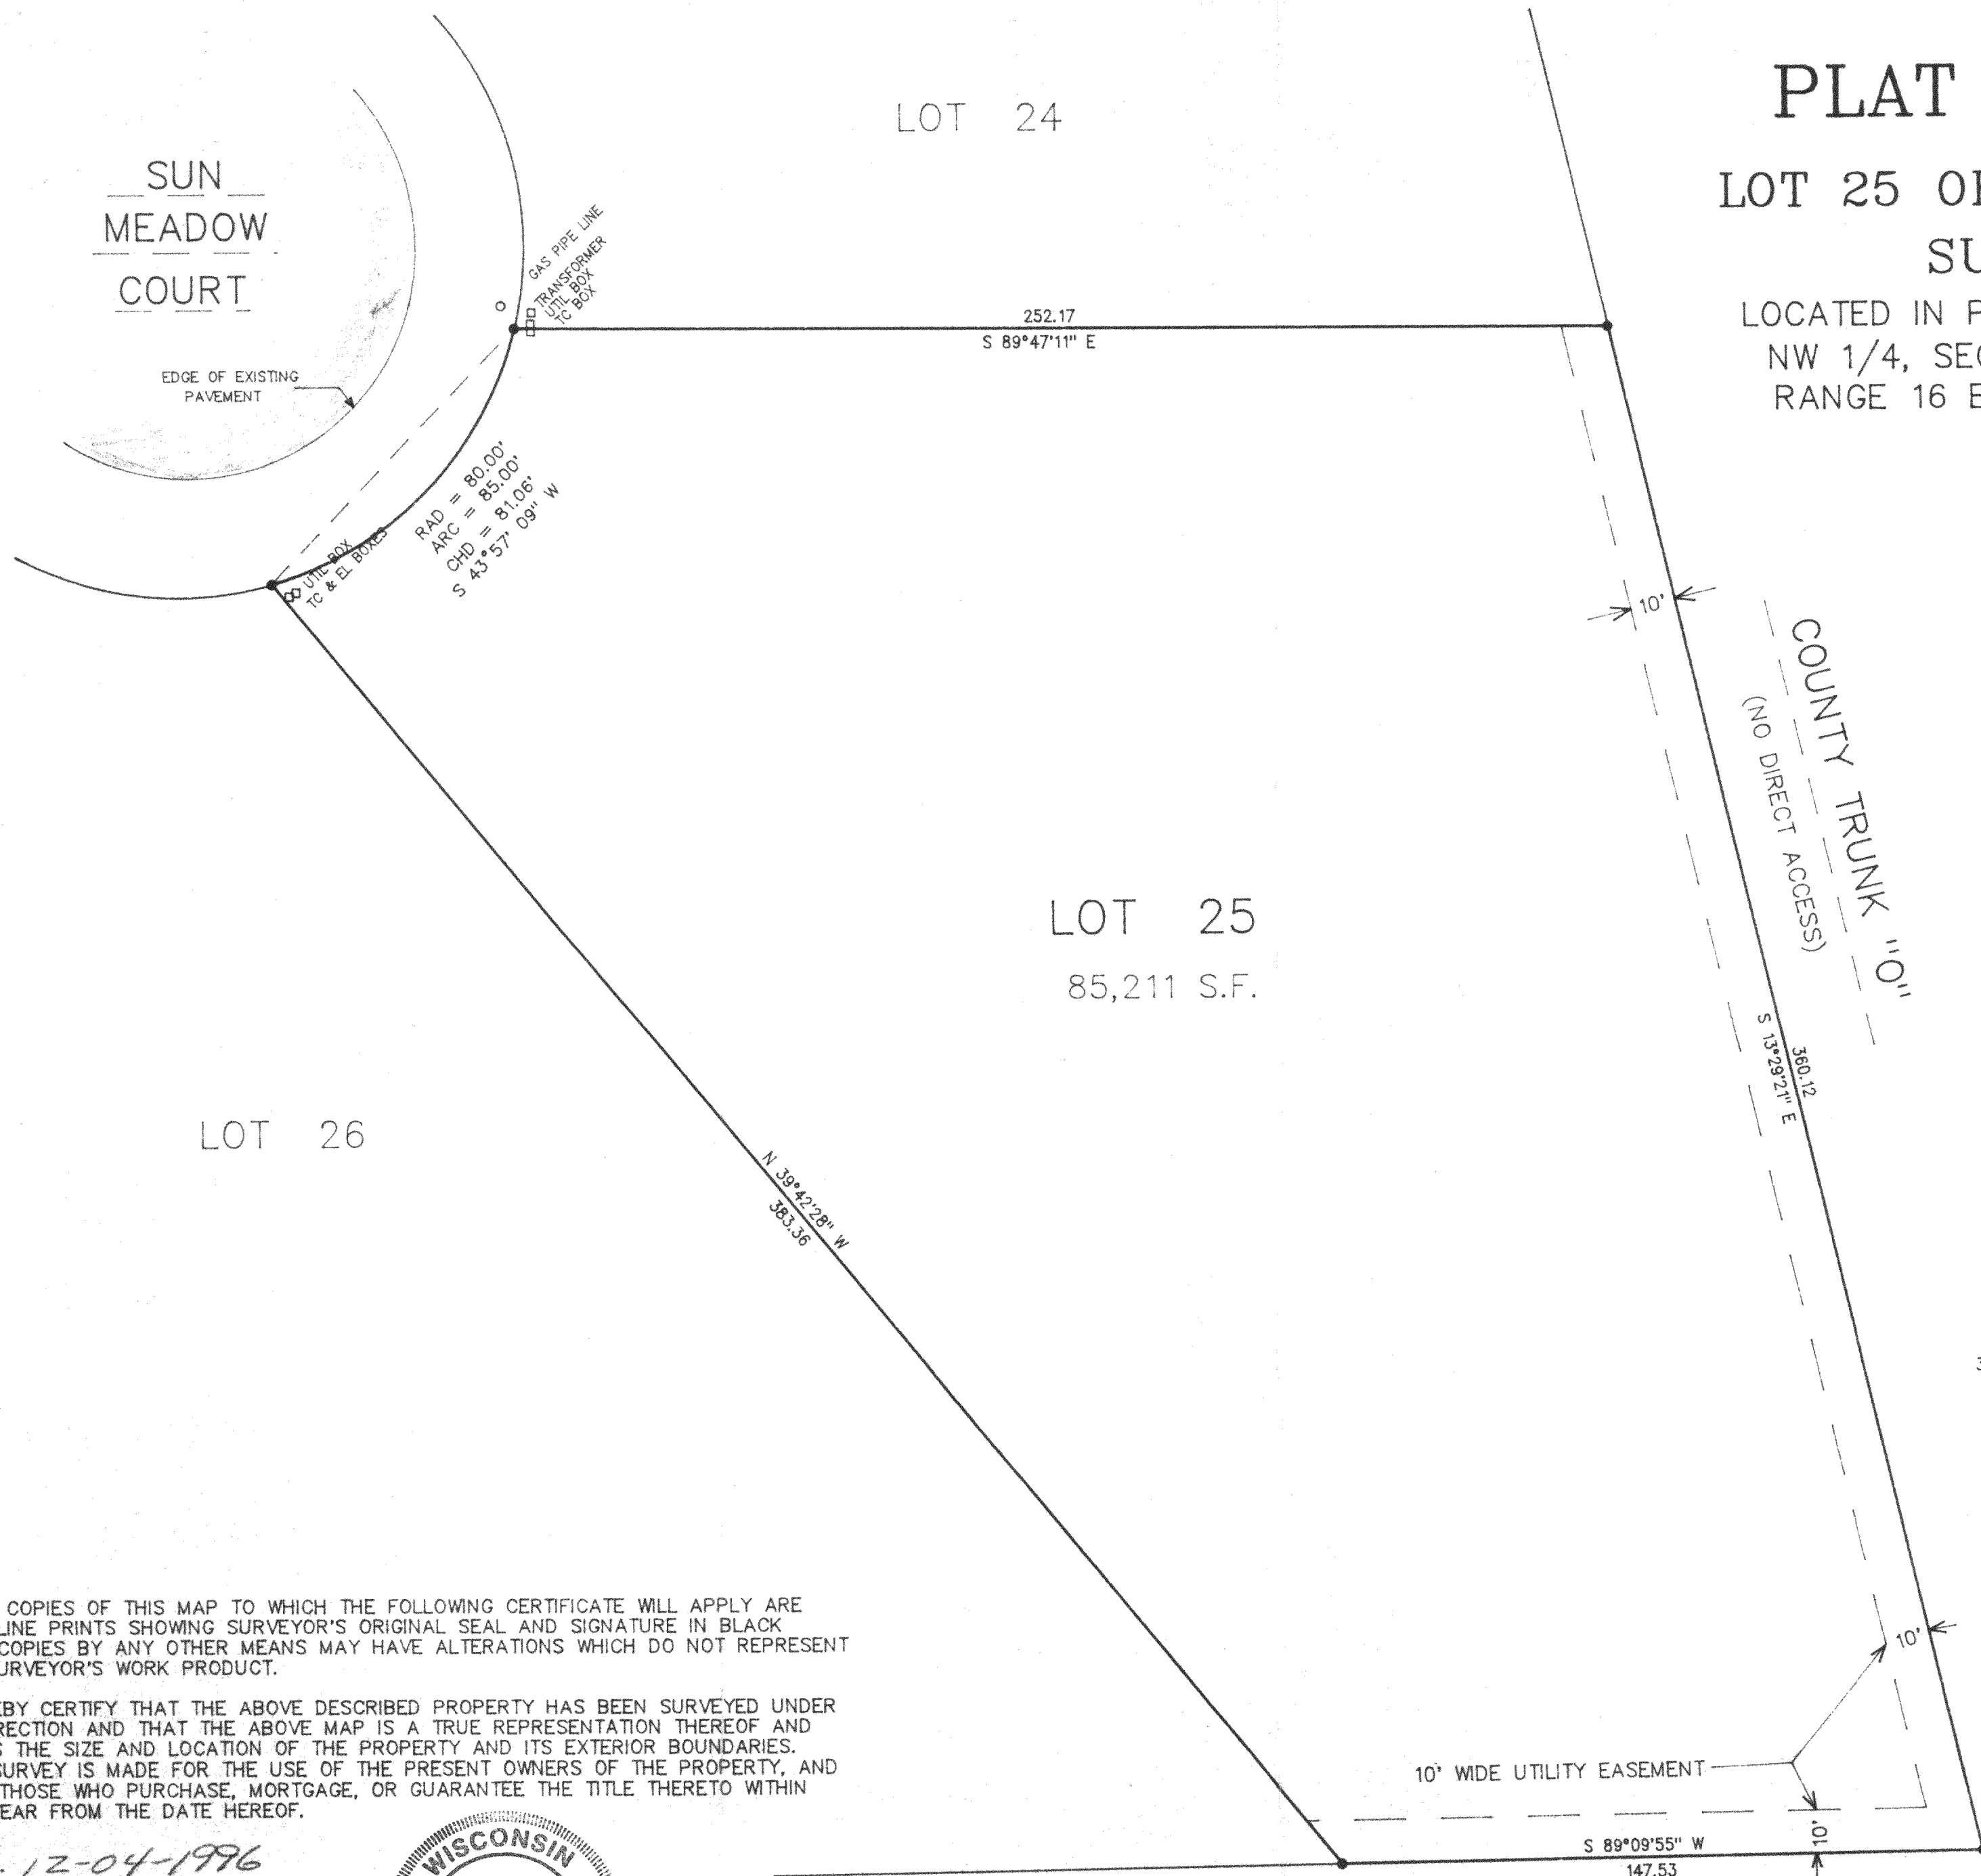 PLAT
LOT 25 OF
SU
LOCATED IN P
NW 1/4, SEC
RANGE 16 E
LOT 24
SUN
MEADOW
COURT
EDGE OF EXISTING
PAVEMENT
GAS PIPE LINE
TRANSFORMER
UTIL BOX
TC BOX
252.17
S 89°47'11" E
RAD = 80.00'
ARC = 85.00'
CHD = 81.06'
S 43°57' 09" W
UTIL BOX
TC & EL BOXES
10'
COUNTY TRUNK "O"
(NO DIRECT ACCESS)
LOT 25
85,211 S.F.
360.12
S 13°29'21" E
LOT 26
N 39°42'28" W
383.36
COPIES OF THIS MAP TO WHICH THE FOLLOWING CERTIFICATE WILL APPLY ARE
LINE PRINTS SHOWING SURVEYOR'S ORIGINAL SEAL AND SIGNATURE IN BLACK
COPIES BY ANY OTHER MEANS MAY HAVE ALTERATIONS WHICH DO NOT REPRESENT
URVEYOR'S WORK PRODUCT.
EBY CERTIFY THAT THE ABOVE DESCRIBED PROPERTY HAS BEEN SURVEYED UNDER
RECTION AND THAT THE ABOVE MAP IS A TRUE REPRESENTATION THEREOF AND
S THE SIZE AND LOCATION OF THE PROPERTY AND ITS EXTERIOR BOUNDARIES.
SURVEY IS MADE FOR THE USE OF THE PRESENT OWNERS OF THE PROPERTY, AND
THOSE WHO PURCHASE, MORTGAGE, OR GUARANTEE THE TITLE THERETO WITHIN
EAR FROM THE DATE HEREOF.
12-04-1996
WISCONSIN
10'
10' WIDE UTILITY EASEMENT
10'
S 89°09'55" W
147.53